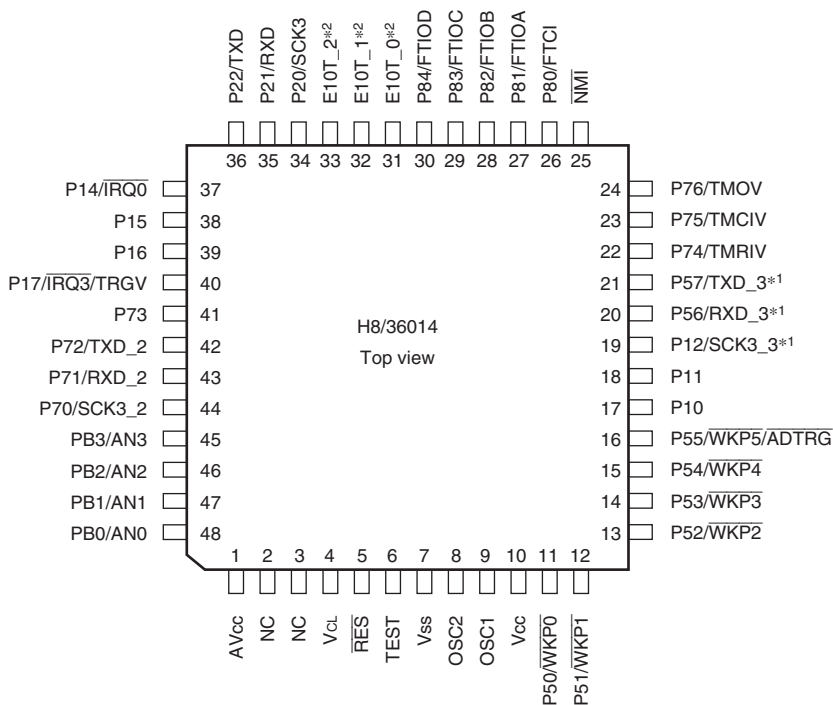 P22/TXD
P21/RXD
P20/SCK3
E10T_2*2
E10T_1*2
E10T_0*2
P84/FTIOD
P83/FTIOC
P82/FTIOB
P81/FTIOA
P80/FTCI
NMI
36 35 34 33 32 31 30 29 28 27 26 25
P14/IRQ0 37
P15 38
P16 39
P17/IRQ3/TRGV 40
P73 41
P72/TXD_2 42
P71/RXD_2 43
P70/SCK3_2 44
PB3/AN3 45
PB2/AN2 46
PB1/AN1 47
PB0/AN0 48
H8/36014
Top view
24 P76/TMOV
23 P75/TMCIV
22 P74/TMRIV
21 P57/TXD_3*1
20 P56/RXD_3*1
19 P12/SCK3_3*1
18 P11
17 P10
16 P55/WKP5/ADTRG
15 P54/WKP4
14 P53/WKP3
13 P52/WKP2
1 2 3 4 5 6 7 8 9 10 11 12
AVcc
NC
NC
VCL
RES
TEST
Vss
OSC2
OSC1
Vcc
P50/WKP0
P51/WKP1